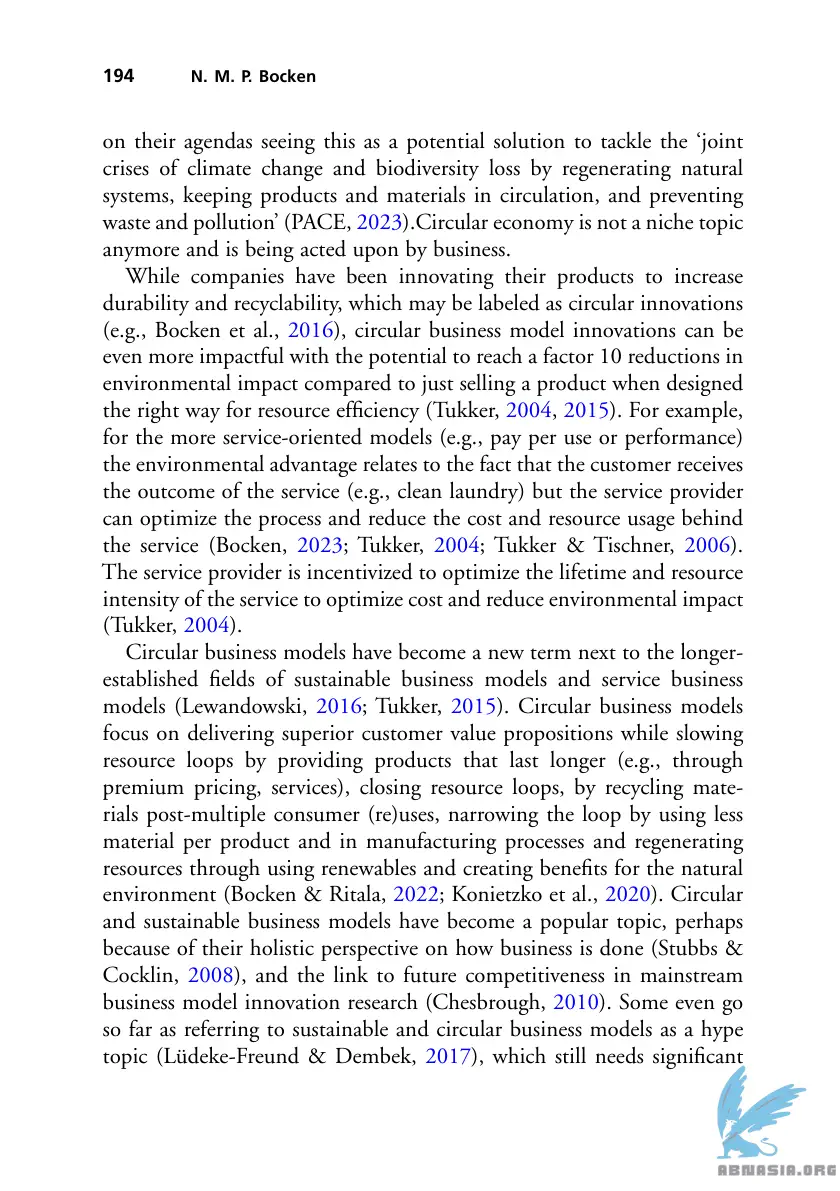 194 N. M. P. Bocken
on their agendas seeing this as a potential solution to tackle the ‘joint
crises of climate change and biodiversity loss by regenerating natural
systems, keeping products and materials in circulation, and preventing
waste and pollution’ (PACE, 2023).Circular economy is not a niche topic
anymore and is being acted upon by business.
While companies have been innovating their products to increase
durability and recyclability, which may be labeled as circular innovations
(e.g., Bocken et al., 2016), circular business model innovations can be
even more impactful with the potential to reach a factor 10 reductions in
environmental impact compared to just selling a product when designed
the right way for resource efficiency (Tukker, 2004, 2015). For example,
for the more service-oriented models (e.g., pay per use or performance)
the environmental advantage relates to the fact that the customer receives
the outcome of the service (e.g., clean laundry) but the service provider
can optimize the process and reduce the cost and resource usage behind
the service (Bocken, 2023; Tukker, 2004; Tukker & Tischner, 2006).
The service provider is incentivized to optimize the lifetime and resource
intensity of the service to optimize cost and reduce environmental impact
(Tukker, 2004).
Circular business models have become a new term next to the longer-
established fields of sustainable business models and service business
models (Lewandowski, 2016; Tukker, 2015). Circular business models
focus on delivering superior customer value propositions while slowing
resource loops by providing products that last longer (e.g., through
premium pricing, services), closing resource loops, by recycling mate-
rials post-multiple consumer (re)uses, narrowing the loop by using less
material per product and in manufacturing processes and regenerating
resources through using renewables and creating benefits for the natural
environment (Bocken & Ritala, 2022; Konietzko et al., 2020). Circular
and sustainable business models have become a popular topic, perhaps
because of their holistic perspective on how business is done (Stubbs &
Cocklin, 2008), and the link to future competitiveness in mainstream
business model innovation research (Chesbrough, 2010). Some even go
so far as referring to sustainable and circular business models as a hype
topic (Lüdeke-Freund & Dembek, 2017), which still needs significant
ABNASIA.ORG